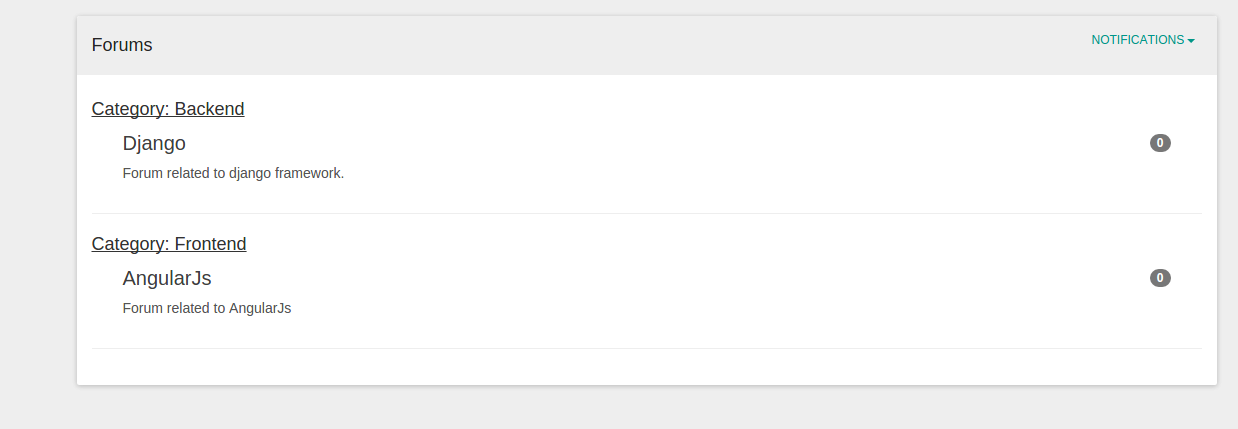 Forums
NOTIFICATIONS
Category: Backend
Django
0
Forum related to django framework.
Category: Frontend
AngularJs
0
Forum related to AngularJs